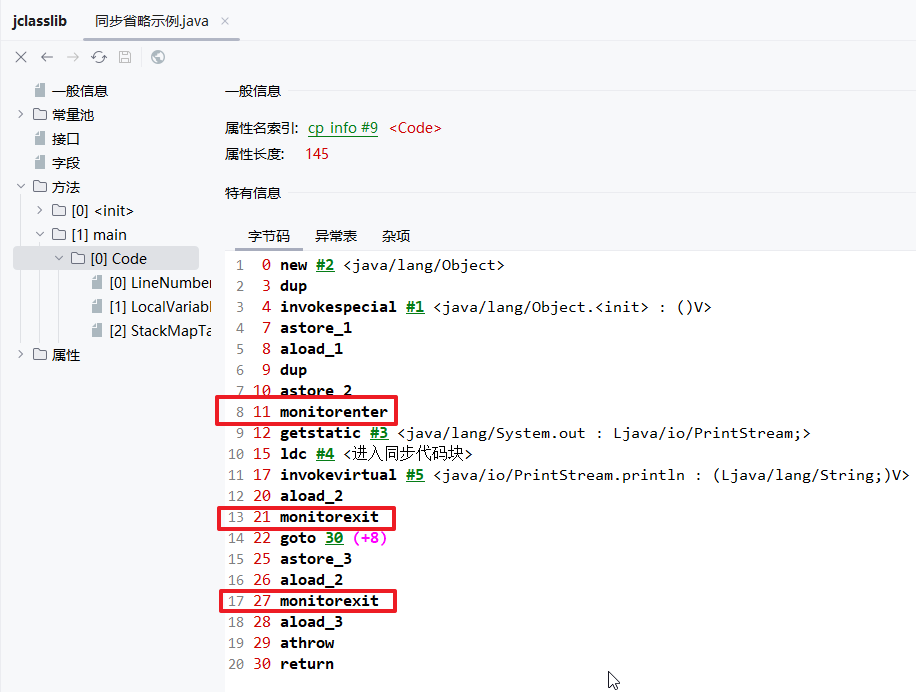 jclasslib 同步省略示例.java ×
一般信息
常量池
接口
字段
方法
[0] <init>
[1] main
[0] Code
[0] LineNumber
[1] LocalVariabl
[2] StackMapTa
属性
一般信息
属性名索引: cp info #9 <Code>
属性长度: 145
特有信息
字节码 异常表 杂项
1 0 new #2 <java/lang/Object>
2 3 dup
3 4 invokespecial #1 <java/lang/Object.<init> : ()V>
4 7 astore_1
5 8 aload_1
6 9 dup
7 10 astore_2
8 11 monitorenter
9 12 getstatic #3 <java/lang/System.out : Ljava/io/PrintStream;>
10 15 ldc #4 <进入同步代码块>
11 17 invokevirtual #5 <java/io/PrintStream.println : (Ljava/lang/String;)V>
12 20 aload_2
13 21 monitorexit
14 22 goto 30 (+8)
15 25 astore_3
16 26 aload_2
17 27 monitorexit
18 28 aload_3
19 29 athrow
20 30 return